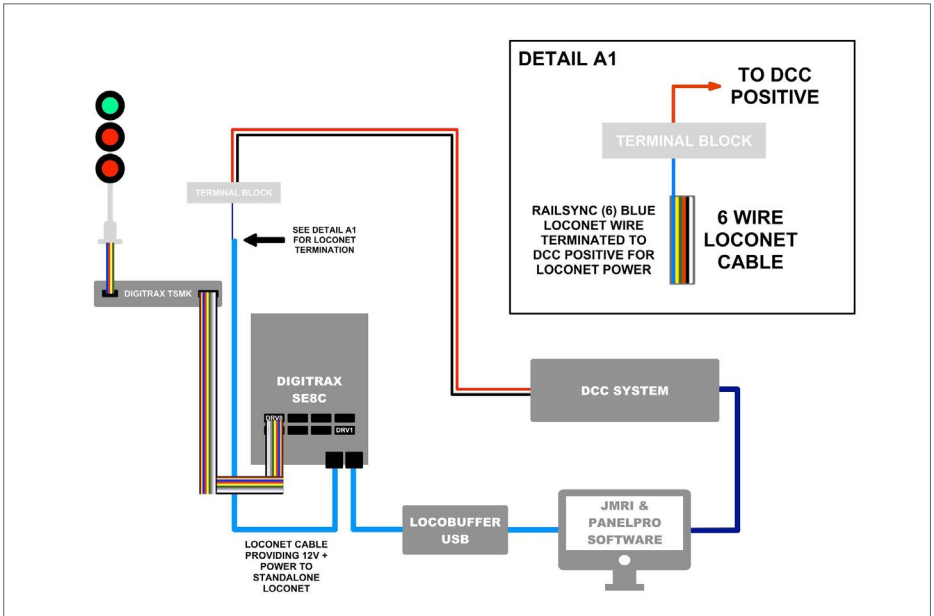 DETAIL A1
TO DCC
POSITIVE
TERMINAL BLOCK
RAILSYNC (6) BLUE
LOCONET WIRE
TERMINATED TO
DCC POSITIVE FOR
LOCONET POWER
6 WIRE
LOCONET
CABLE
TERMINAL BLOCK
SEE DETAIL A1
FOR LOCONET
TERMINATION
DIGITRAX TSMK
DIGITRAX
SE8C
DRV8
DRV1
DCC SYSTEM
LOCOBUFFER
USB
JMRI &
PANELPRO
SOFTWARE
LOCONET CABLE
PROVIDING 12V +
POWER TO
STANDALONE
LOCONET